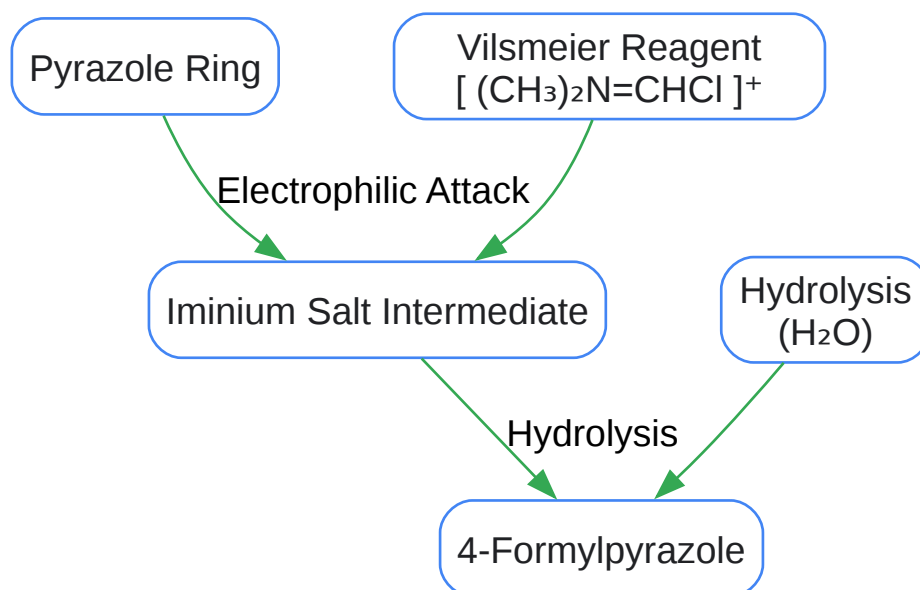 Pyrazole Ring
Vilsmeier Reagent
[ (CH₃)₂N=CHCl ]⁺
Electrophilic Attack
Iminium Salt Intermediate
Hydrolysis
(H₂O)
Hydrolysis
4-Formylpyrazole